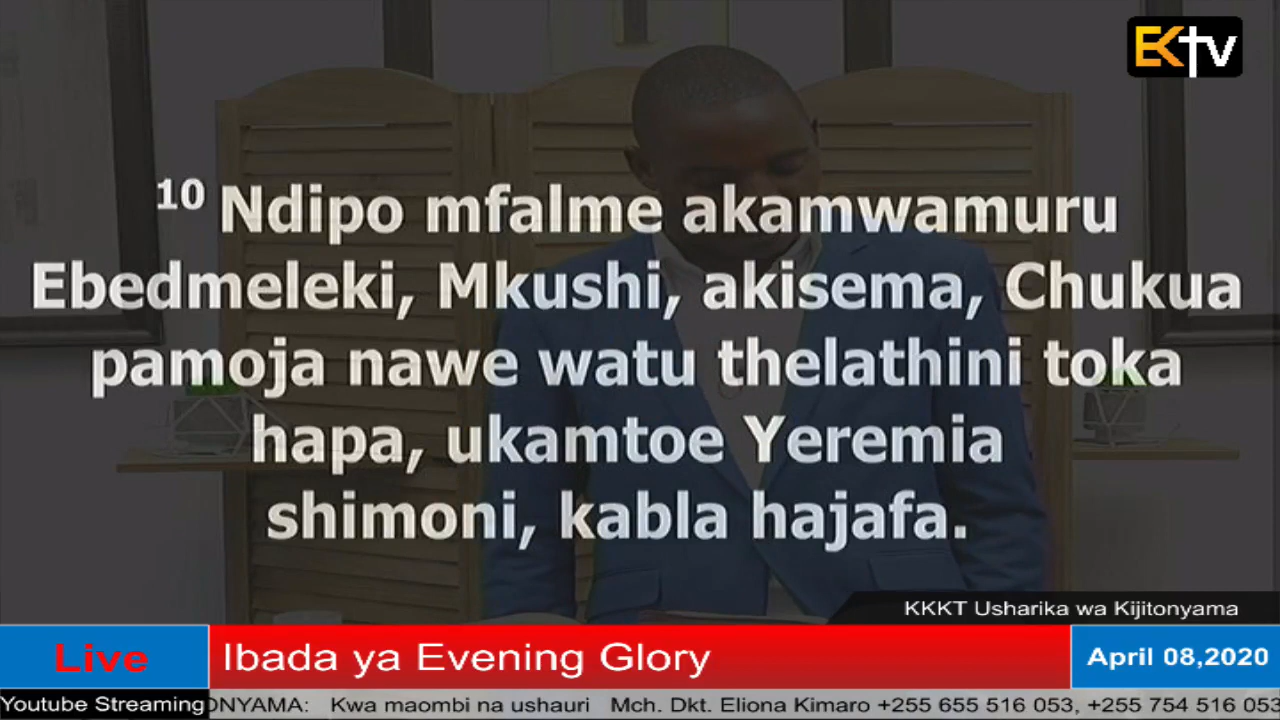 EKtv
10 Ndipo mfalme akamwamuru
Ebedmeleki, Mkushi, akisema, Chukua
pamoja nawe watu thelathini toka
hapa, ukamtoe Yeremia
shimoni, kabla hajafa.
KKKT Usharika wa Kijitonyama
Live
Ibada ya Evening Glory
April 08,2020
Youtube Streaming
ONYAMA: Kwa maombi na ushauri Mch. Dkt. Eliona Kimaro +255 655 516 053, +255 754 516 053